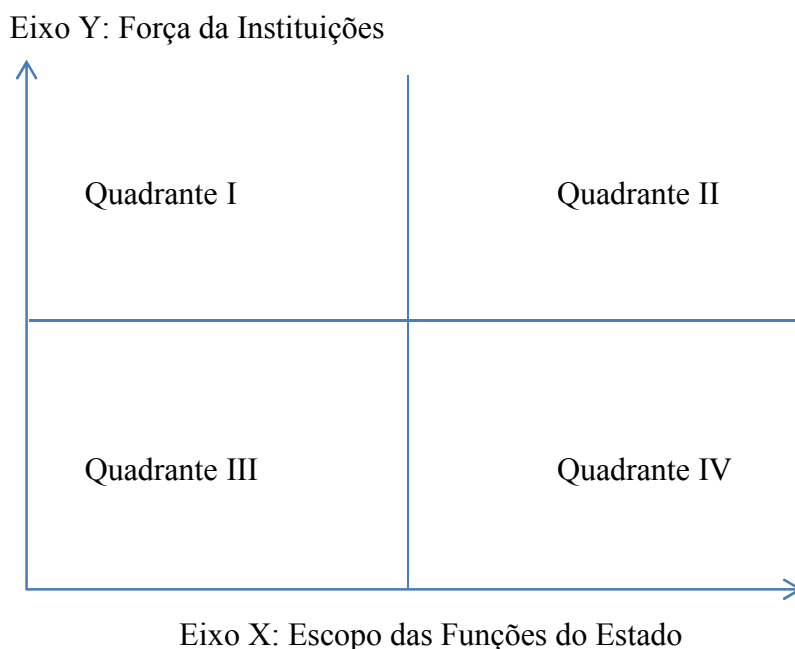 Eixo Y: Força da Instituições
Quadrante I
Quadrante II
Quadrante III
Quadrante IV
Eixo X: Escopo das Funções do Estado